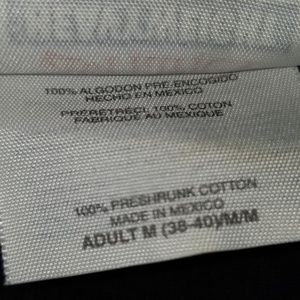 100% ALGODON PRE-ENCOGIDO
HECHO EN MEXICO
PRERETRECI, 100% COTON
FABRIQUE AU MEXIQUE
100% PRESHRUNK COTTON
MADE IN MEXICO
ADULT M (38-40)/M/M